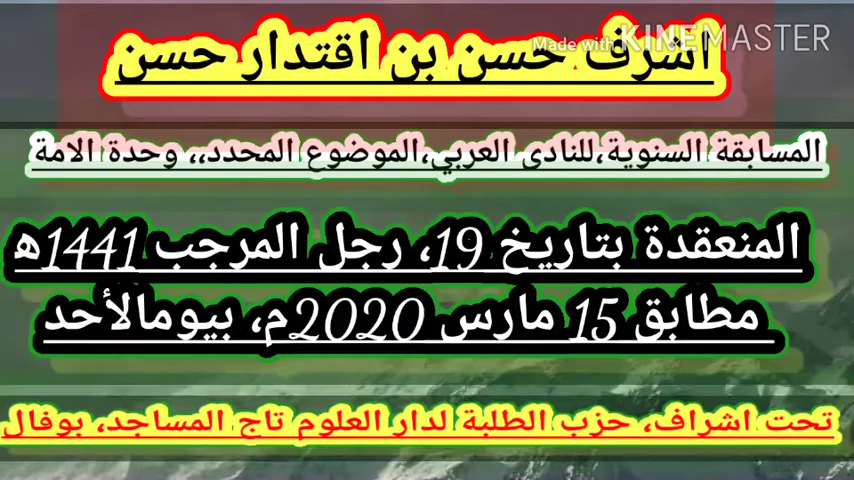 Made with KINEMASTER
اشرف حسن بن اقتدار حسن
المسابقة السنوية،للنادى العربي،الموضوع المحدد،، وحدة الامة
المنعقدة بتاريخ 19، رجل المرجب 1441ھ
مطابق 15 مارس 2020م، بيومالأحد
تحت اشراف، حزب الطلبة لدار العلوم تاج المساجد، بوفال